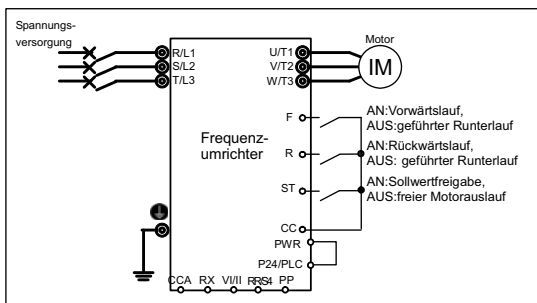 Spannungs-
versorgung
Motor
R/L1
U/T1
S/L2
V/T2
IM
T/L3
W/T3
F
AN:Vorwärtslauf,
AUS:geführter Runterlauf
Frequenz-
umrichter
R
AN:Rückwärtslauf,
AUS: geführter Runterlauf
ST
AN:Sollwertfreigabe,
AUS:freier Motorauslauf
CC
PWR
P24/PLC
CCA RX VI/II PP